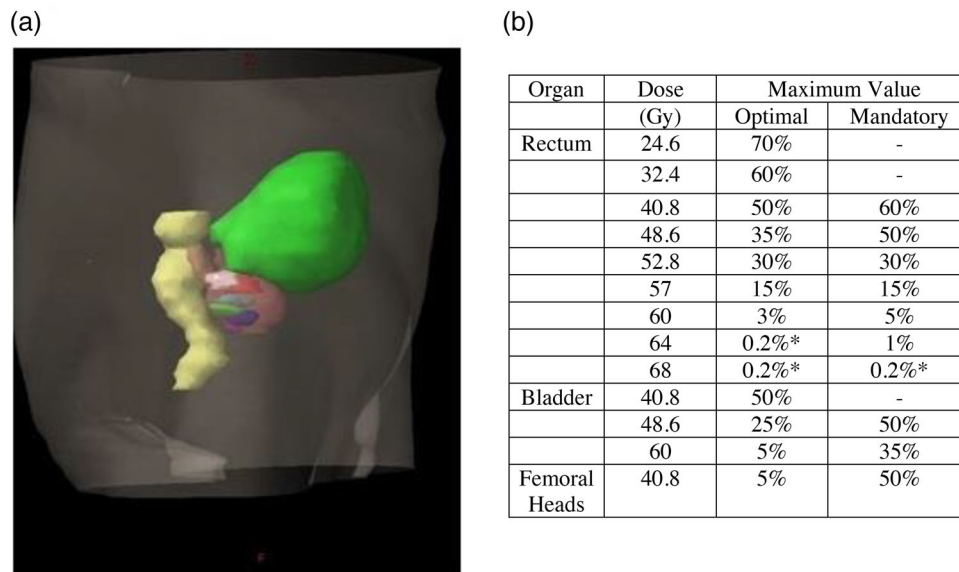 (a)
(b)
Organ Dose Maximum Value
(Gy) Optimal Mandatory
Rectum 24.6 70% -
32.4 60% -
40.8 50% 60%
48.6 35% 50%
52.8 30% 30%
57 15% 15%
60 3% 5%
64 0.2%* 1%
68 0.2%* 0.2%*
Bladder 40.8 50% -
48.6 25% 50%
60 5% 35%
Femoral 40.8 5% 50%
Heads